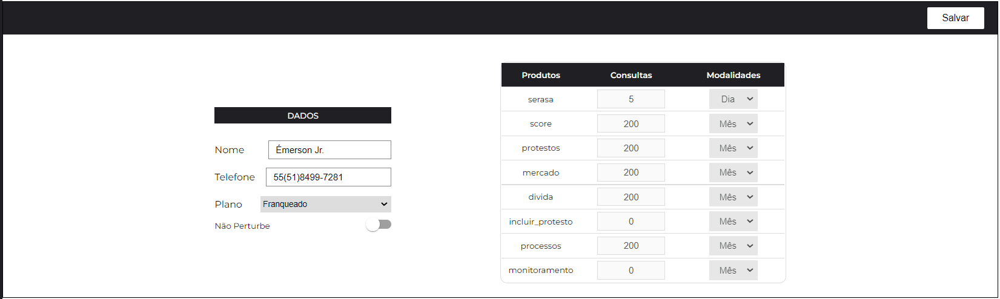 Salvar
DADOS
Nome Émerson Jr.
Telefone 55(51)8499-7281
Plano Franqueado
Não Perturbe
Produtos Consultas Modalidades
serasa 5 Dia
score 200 Mês
protestos 200 Mês
mercado 200 Mês
divida 200 Mês
incluir_protesto 0 Mês
processos 200 Mês
monitoramento 0 Mês